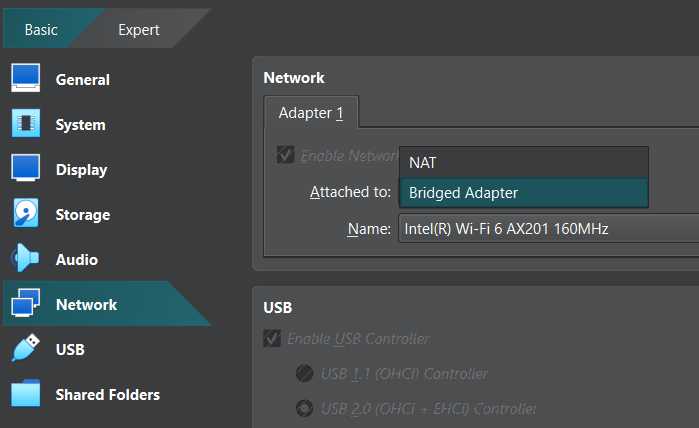 Basic
Expert
General
System
Display
Storage
Audio
Network
USB
Shared Folders
Network
Adapter 1
Enable Networ
NAT
Attached to:
Bridged Adapter
Name:
Intel(R) Wi-Fi 6 AX201 160MHz
USB
Enable USB Controller
USB 1.1 (OHCI) Controller
USB 2.0 (OHCI + EHCI) Controller